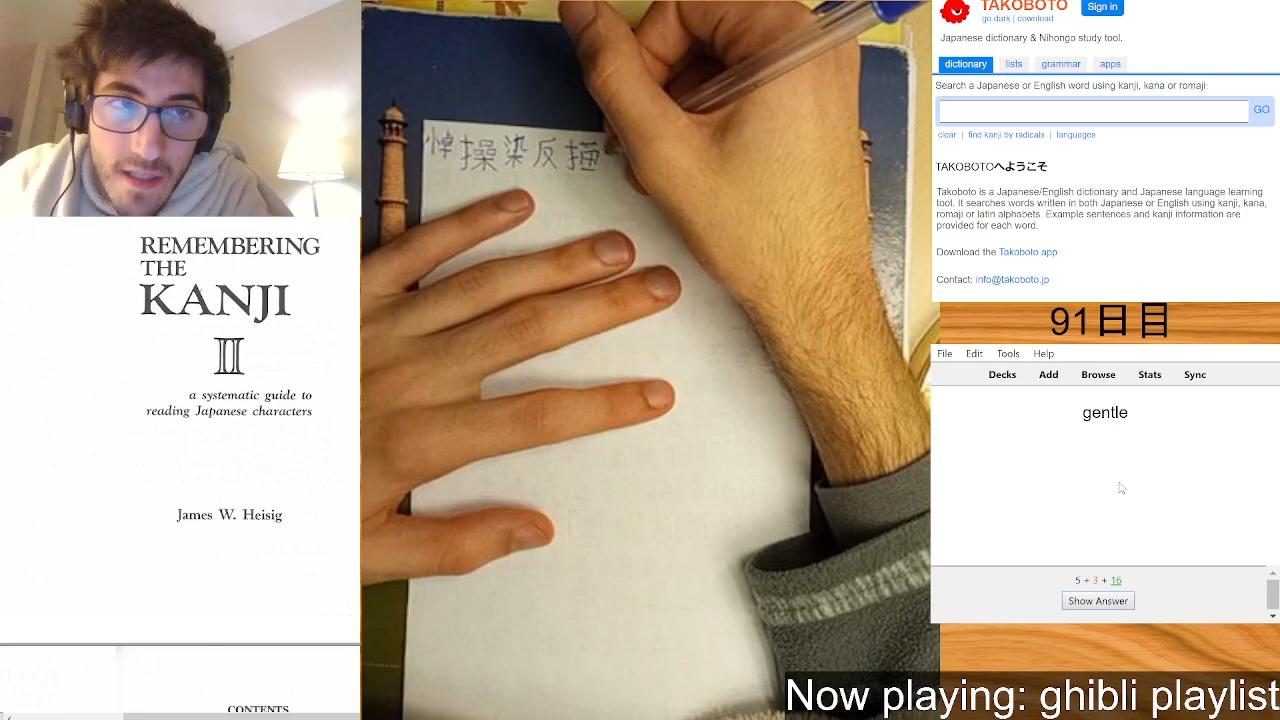 REMEMBERING
THE
KANJI
II
a systematic guide to
reading Japanese characters
James W. Heisig
CONTENTS
悼操染反描
TAKOBOTO
Sign in
go dark | download
Japanese dictionary & Nihongo study tool.
dictionary lists grammar apps
Search a Japanese or English word using kanji, kana or romaji:
GO
clear | find kanji by radicals | languages
TAKOBOTOへようこそ
Takoboto is a Japanese/English dictionary and Japanese language learning
tool. It searches words written in both Japanese or English using kanji, kana,
romaji or latin alphabets. Example sentences and kanji information are
provided for each word.
Download the Takoboto app
Contact: info@takoboto.jp
91日目
File Edit Tools Help
Decks Add Browse Stats Sync
gentle
5 + 3 + 16
Show Answer
Now playing: ghibli playlist